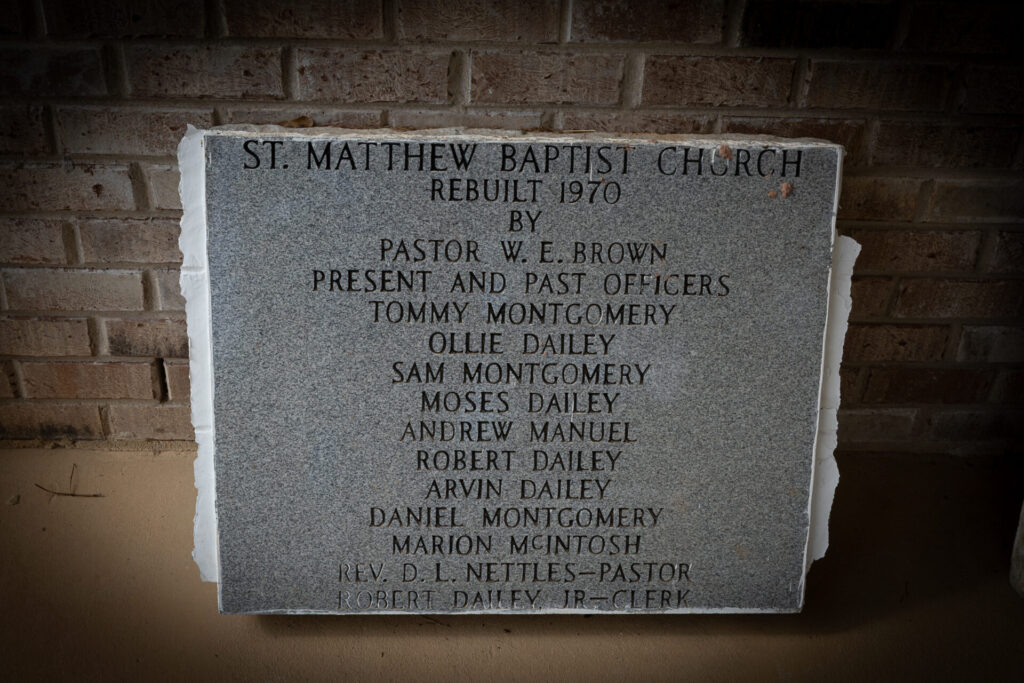 ST. MATTHEW BAPTIST CHURCH
REBUILT 1970
BY
PASTOR W. E. BROWN
PRESENT AND PAST OFFICERS
TOMMY MONTGOMERY
OLLIE DAILEY
SAM MONTGOMERY
MOSES DAILEY
ANDREW MANUEL
ROBERT DAILEY
ARVIN DAILEY
DANIEL MONTGOMERY
MARION McINTOSH
REV. D. L. NETTLES—PASTOR
ROBERT DAILEY, JR—CLERK